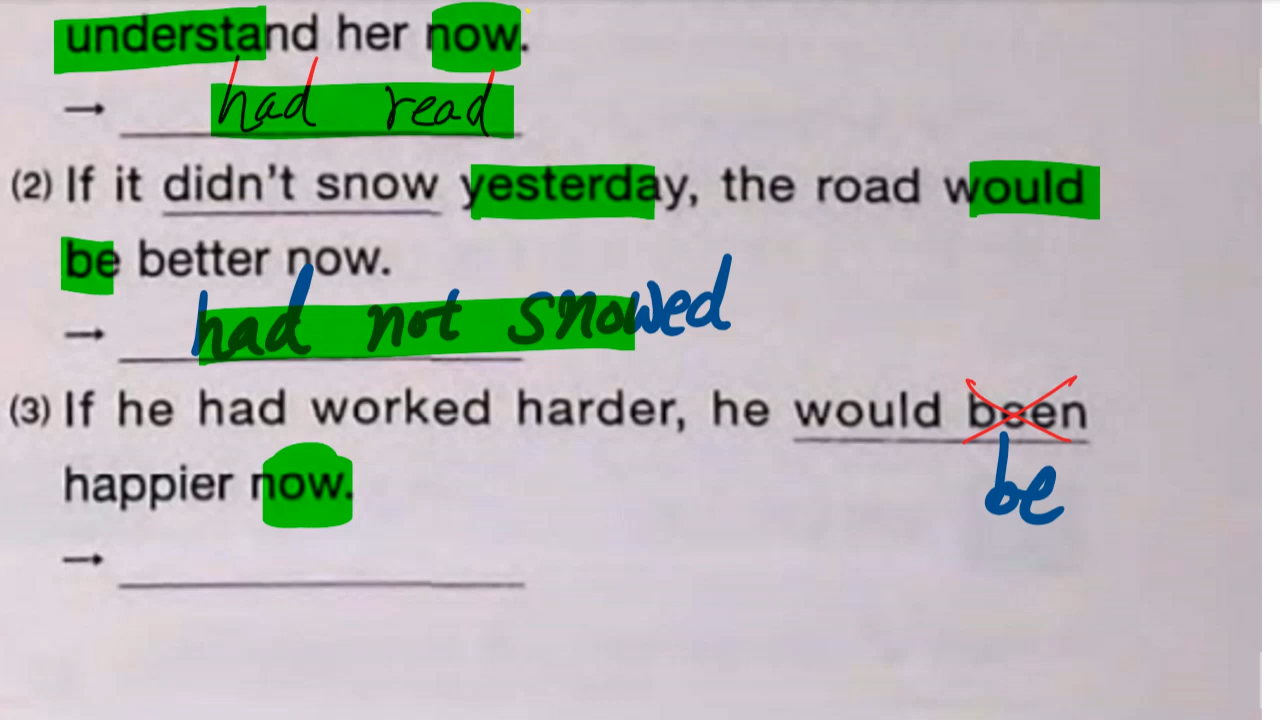 understand her now.
→ had read
(2) If it didn't snow yesterday, the road would
be better now.
→ had not snowed
(3) If he had worked harder, he would been
be
happier now.
→